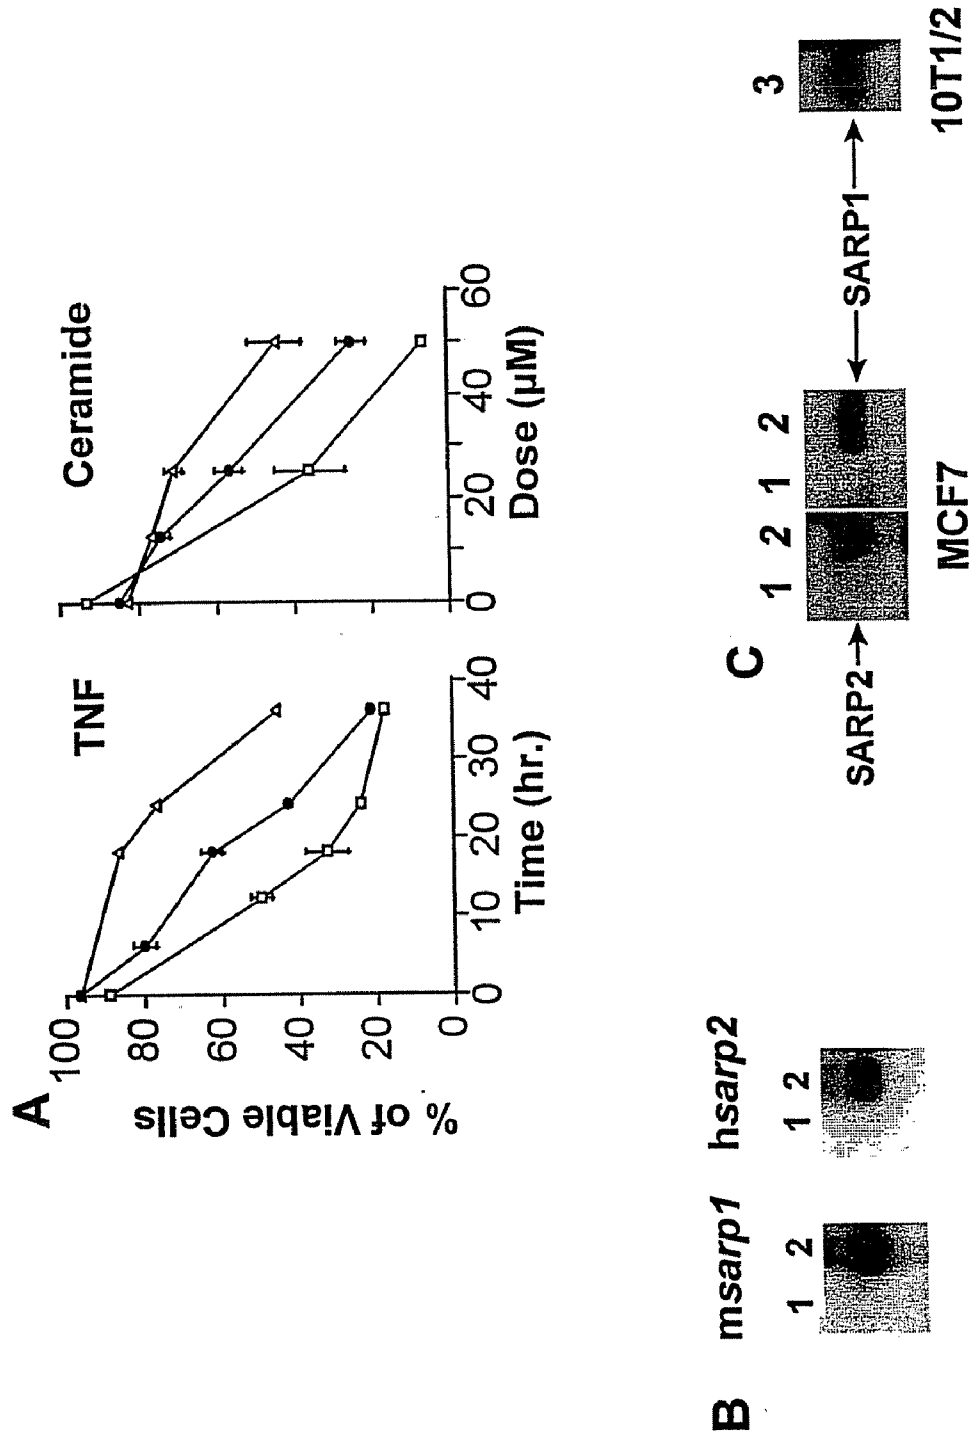 A
TNF
Ceramide
% of Viable Cells
100
80
60
40
20
0
0 10 20 30 40
Time (hr.)
0 20 40 60
Dose (µM)
B
msarp1 hsarp2
1 2 1 2
C
1 2 1 2 3
SARP2 SARP1
MCF7 10T1/2